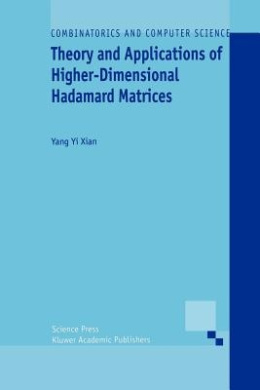 COMBINATORICS AND COMPUTER SCIENCE
Theory and Applications of
Higher-Dimensional
Hadamard Matrices
Yang Yi Xian
Science Press
Kluwer Academic Publishers